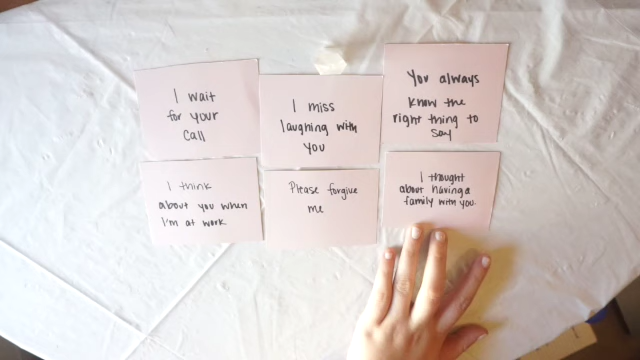 I wait
for your
call
I miss
laughing with
you
You always
know the
right thing to
say
I think
about you when
I'm at work
Please forgive
me
I thought
about having a
family with you.